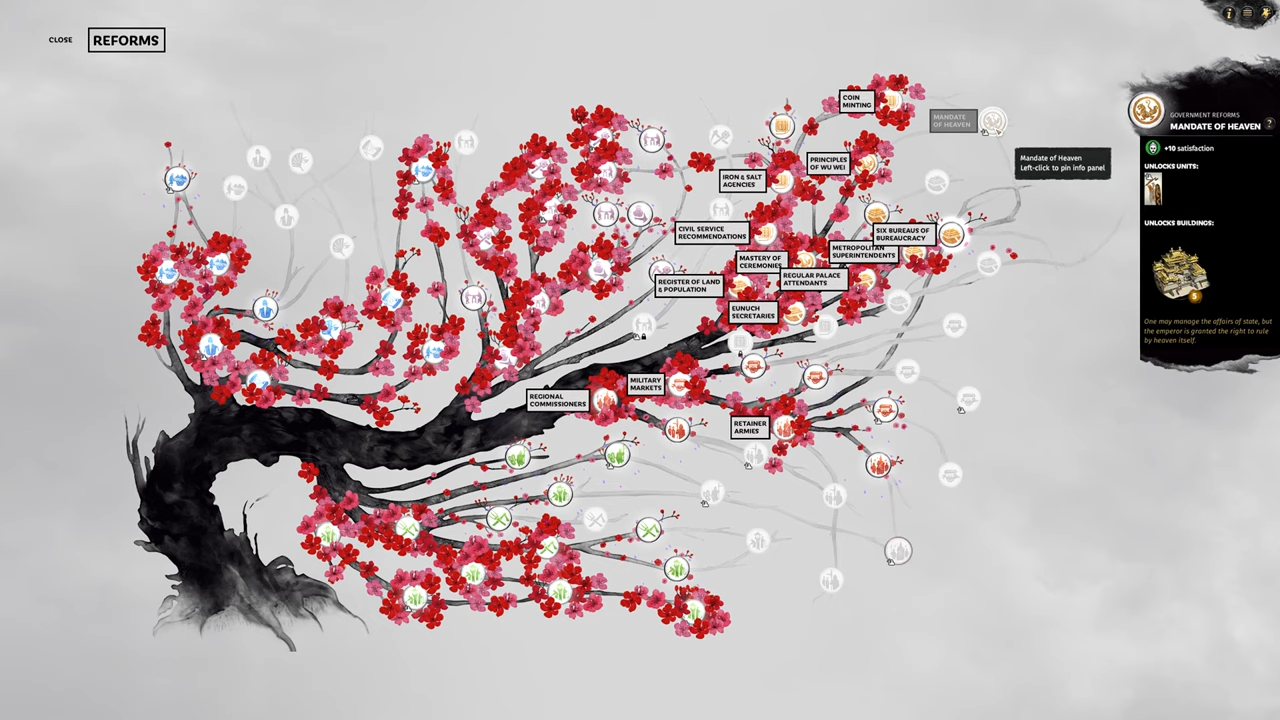 CLOSE
REFORMS
COIN
MINTING
MANDATE
OF HEAVEN
GOVERNMENT REFORMS
MANDATE OF HEAVEN
?
+10 satisfaction
UNLOCKS UNITS:
UNLOCKS BUILDINGS:
5
One may manage the affairs of state, but
the emperor is granted the right to rule
by heaven itself.
Mandate of Heaven
Left-click to pin info panel
PRINCIPLES
OF WU WEI
IRON & SALT
AGENCIES
CIVIL SERVICE
RECOMMENDATIONS
SIX BUREAUS OF
BUREAUCRACY
METROPOLITAN
SUPERINTENDENTS
MASTERY OF
CEREMONIES
REGULAR PALACE
ATTENDANTS
REGISTER OF LAND
& POPULATION
EUNUCH
SECRETARIES
MILITARY
MARKETS
REGIONAL
COMMISSIONERS
RETAINER
ARMIES